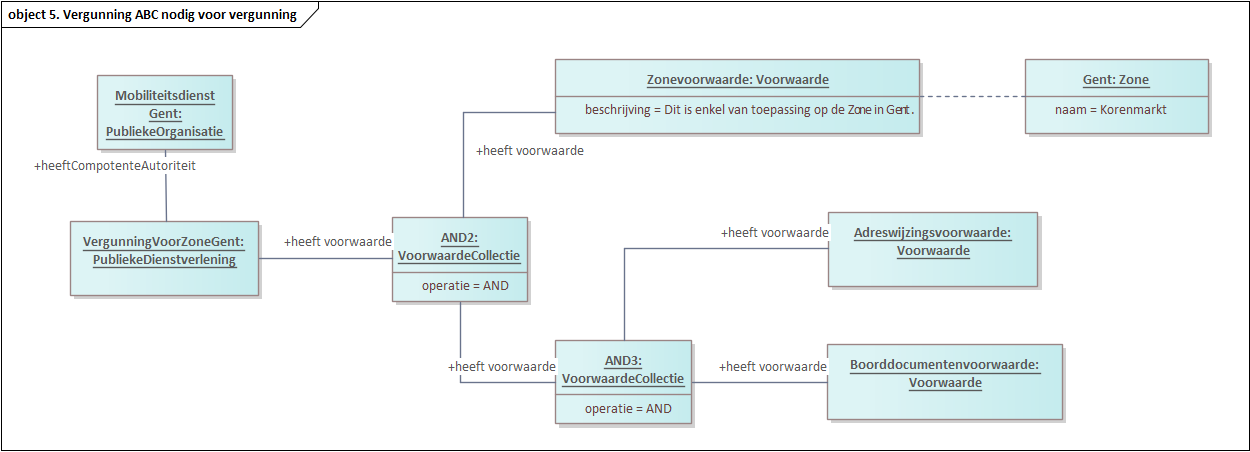 object 5. Vergunning ABC nodig voor vergunning
Mobiliteitsdienst
Gent:
PubliekeOrganisatie
+heeftCompotenteAutoriteit
VergunningVoorZoneGent:
PubliekeDienstverlening
+heeft voorwaarde
AND2:
VoorwaardeCollectie
operatie = AND
+heeft voorwaarde
Zonevoorwaarde: Voorwaarde
beschrijving = Dit is enkel van toepassing op de Zone in Gent.
Gent: Zone
naam = Korenmarkt
+heeft voorwaarde
AND3:
VoorwaardeCollectie
operatie = AND
+heeft voorwaarde
Adreswijzingsvoorwaarde:
Voorwaarde
+heeft voorwaarde
Boorddocumentenvoorwaarde:
Voorwaarde